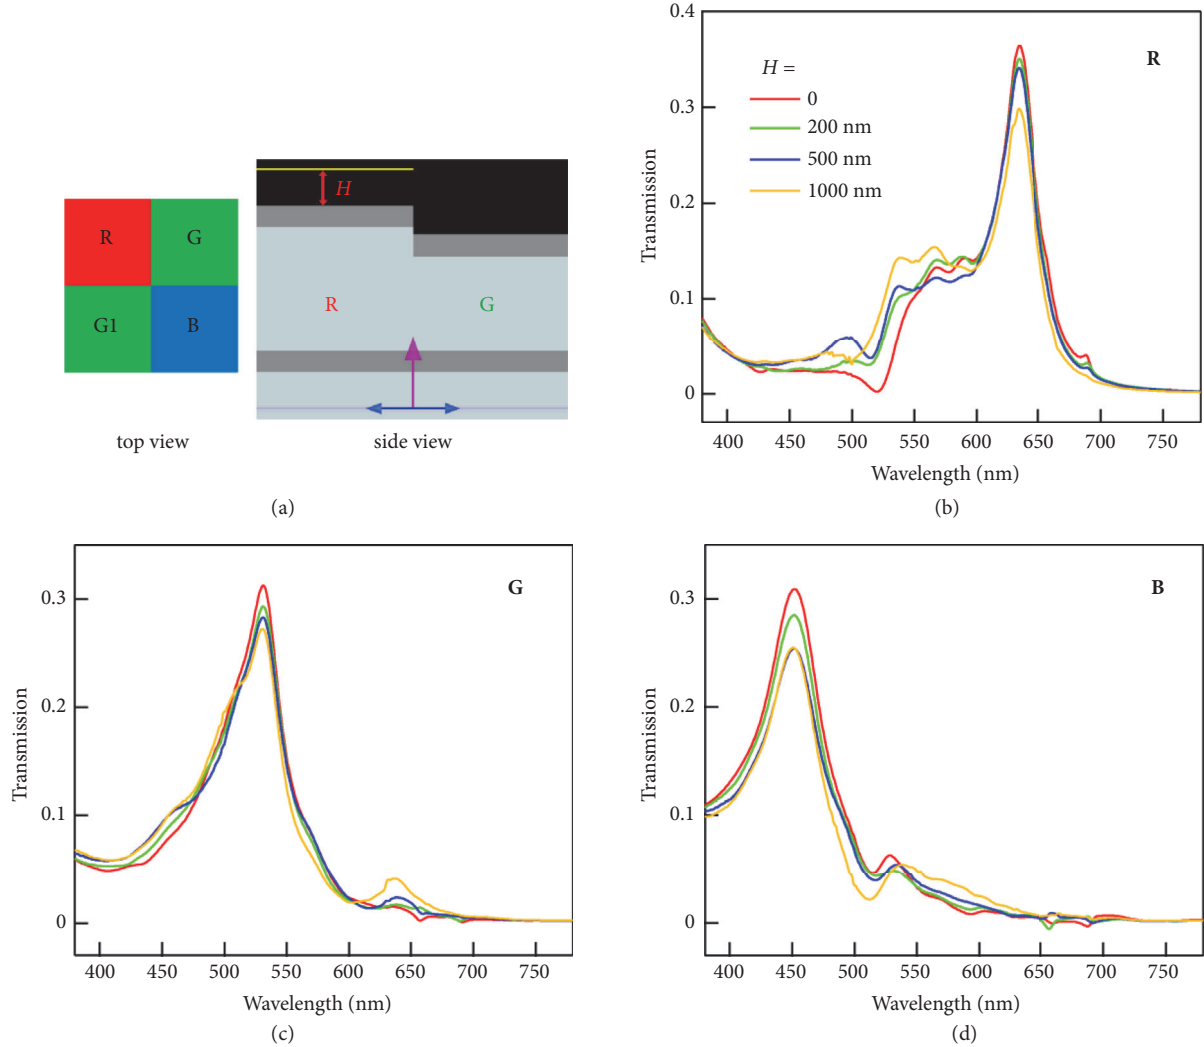 R
G
G1
B
top view
H
R
G
side view
(a)
0.4
0.3
0.2
0.1
0
Transmission
R
H =
0
200 nm
500 nm
1000 nm
400
450
500
550
600
650
700
750
Wavelength (nm)
(b)
0.3
0.2
0.1
0
Transmission
G
400
450
500
550
600
650
700
750
Wavelength (nm)
(c)
0.3
0.2
0.1
0
Transmission
B
400
450
500
550
600
650
700
750
Wavelength (nm)
(d)